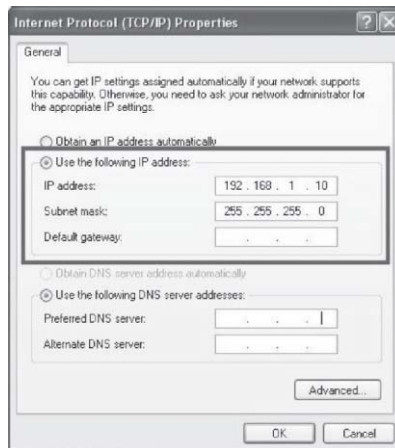 Internet Protocol (TCP/IP) Properties
General
You can get IP settings assigned automatically if your network supports
this capability. Otherwise, you need to ask your network administrator for
the appropriate IP settings.
Obtain an IP address automatically
Use the following IP address:
IP address: 192 . 168 . 1 . 10
Subnet mask: 255 . 255 . 255 . 0
Default gateway: . . .
Obtain DNS server address automatically
Use the following DNS server addresses:
Preferred DNS server: . . .
Alternate DNS server: . . .
Advanced...
OK Cancel